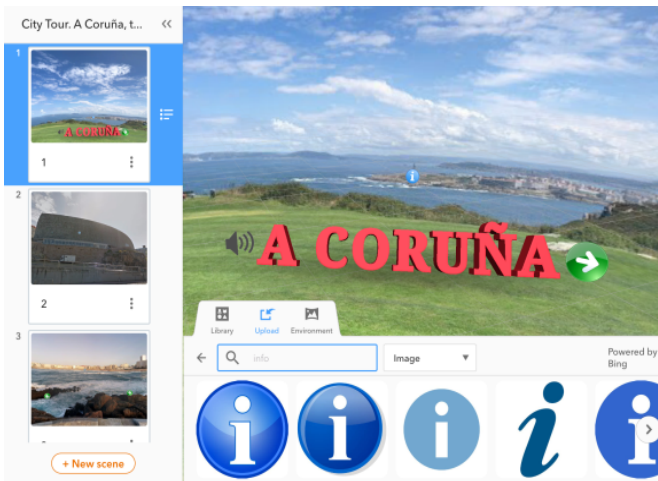 City Tour. A Coruña, t...
1
A CORUÑA
1
2
2
3
+ New scene
i
A CORUÑA
Library
Upload
Environment
info
Image
Powered by
Bing
i
i
i
i
i